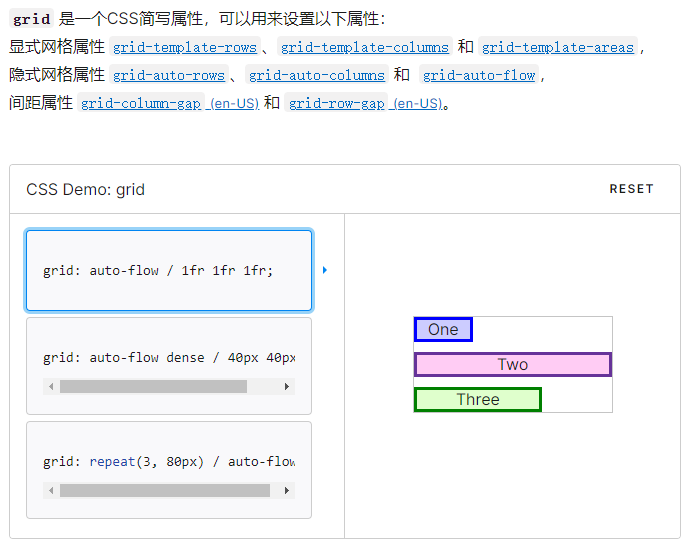 grid 是一个CSS简写属性，可以用来设置以下属性：
显式网格属性 grid-template-rows、grid-template-columns 和 grid-template-areas，
隐式网格属性 grid-auto-rows、grid-auto-columns 和 grid-auto-flow，
间距属性 grid-column-gap (en-US) 和 grid-row-gap (en-US)。
CSS Demo: grid
RESET
grid: auto-flow / 1fr 1fr 1fr;
grid: auto-flow dense / 40px 40px
grid: repeat(3, 80px) / auto-flow
One
Two
Three